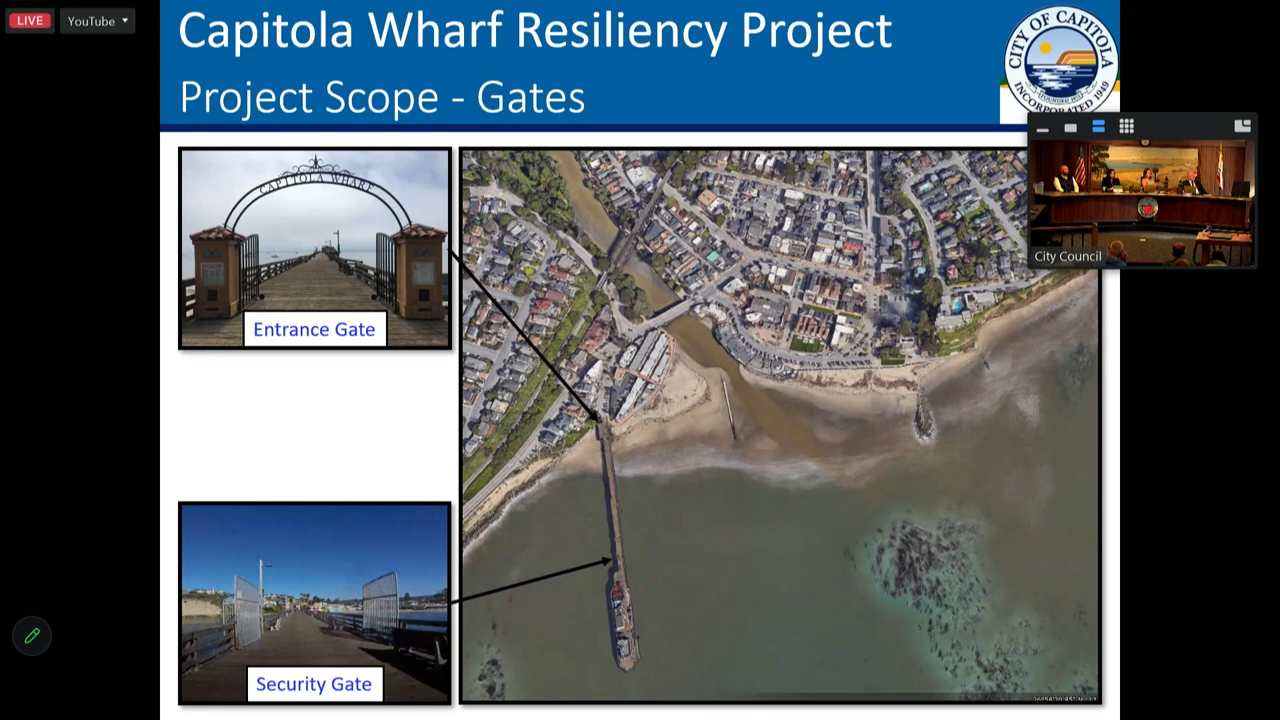 LIVE
YouTube
Capitola Wharf Resiliency Project
Project Scope - Gates
CITY OF CAPITOLA
INCORPORATED 1949
CAPITOLA WHARF
Entrance Gate
City Council
Security Gate